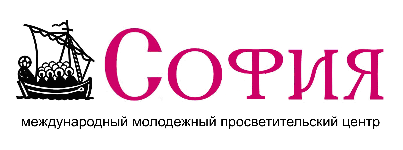 София
международный молодежный просветительский центр